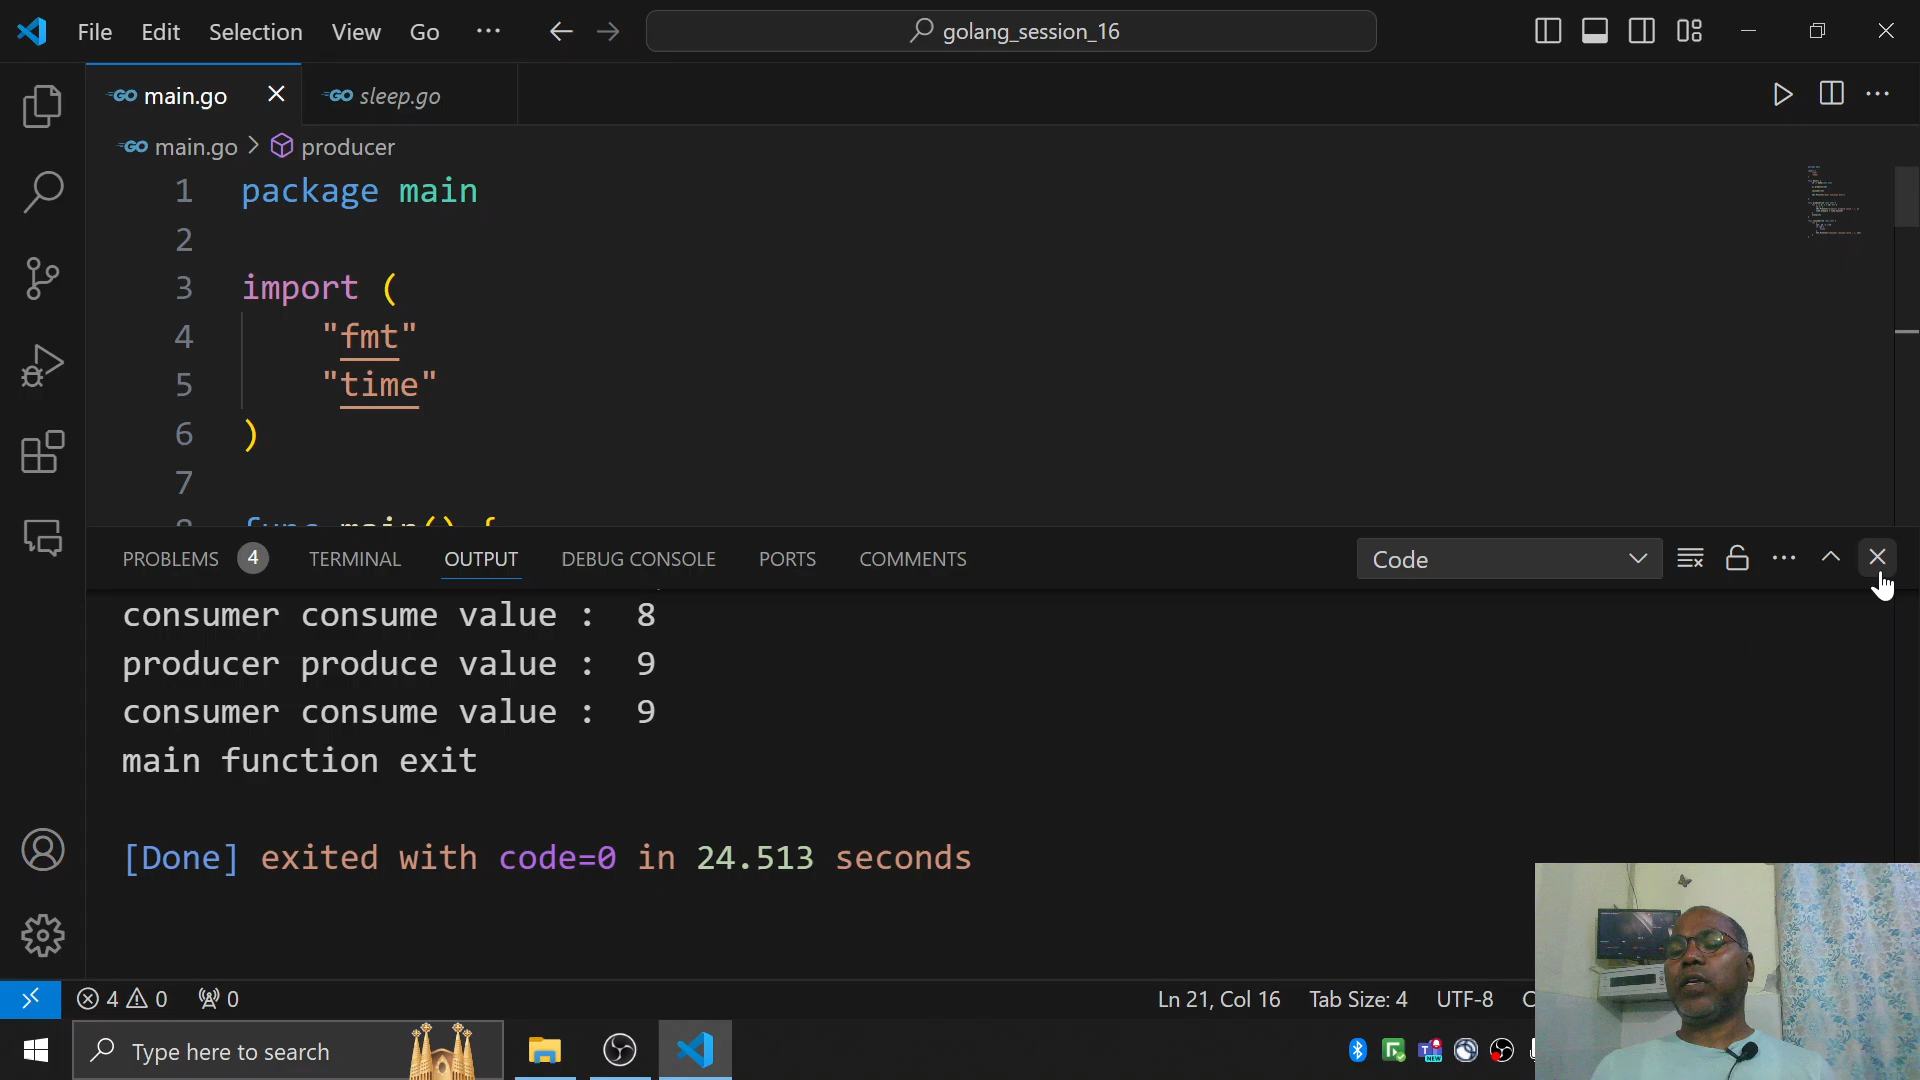 File Edit Selection View Go ··· golang_session_16
main.go sleep.go
main.go > producer
1 package main
2
3 import (
4 "fmt"
5 "time"
6 )
7
8 func main() {
PROBLEMS 4 TERMINAL OUTPUT DEBUG CONSOLE PORTS COMMENTS Code
consumer consume value : 8
producer produce value : 9
consumer consume value : 9
main function exit
[Done] exited with code=0 in 24.513 seconds
4 0 0 Ln 21, Col 16 Tab Size: 4 UTF-8
Type here to search